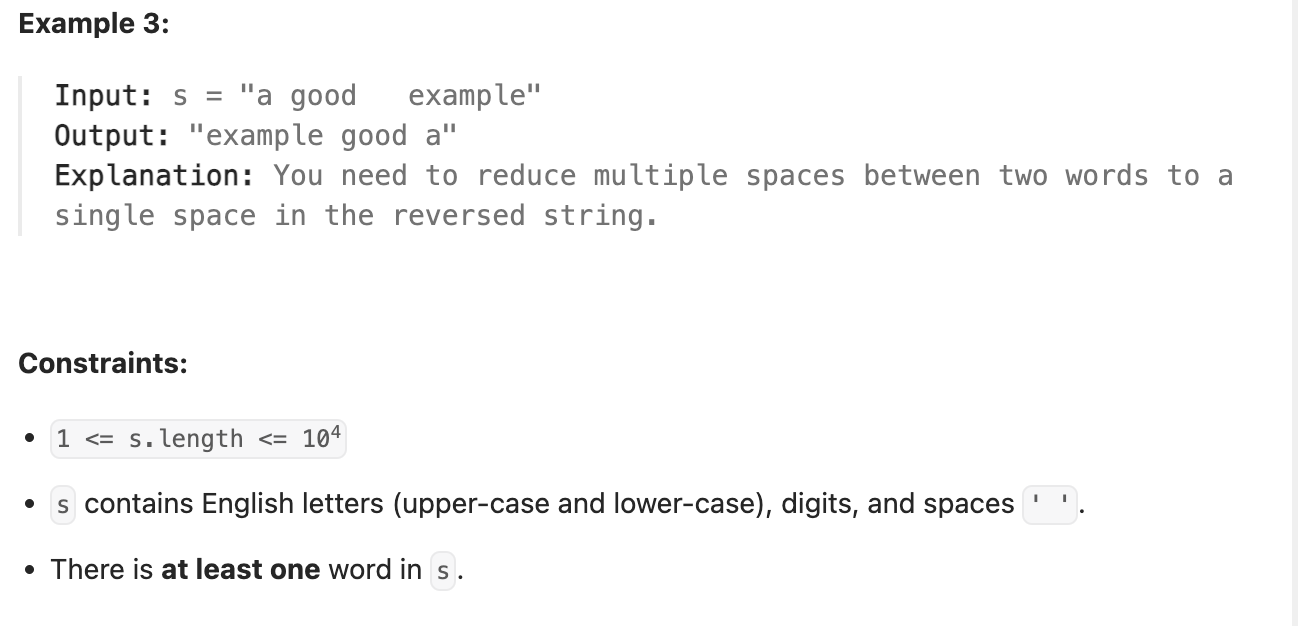 Example 3:
Input: s = "a good   example"
Output: "example good a"
Explanation: You need to reduce multiple spaces between two words to a
single space in the reversed string.
Constraints:
• 1 <= s.length <= 10⁴
• s contains English letters (upper-case and lower-case), digits, and spaces ' '.
• There is at least one word in s.